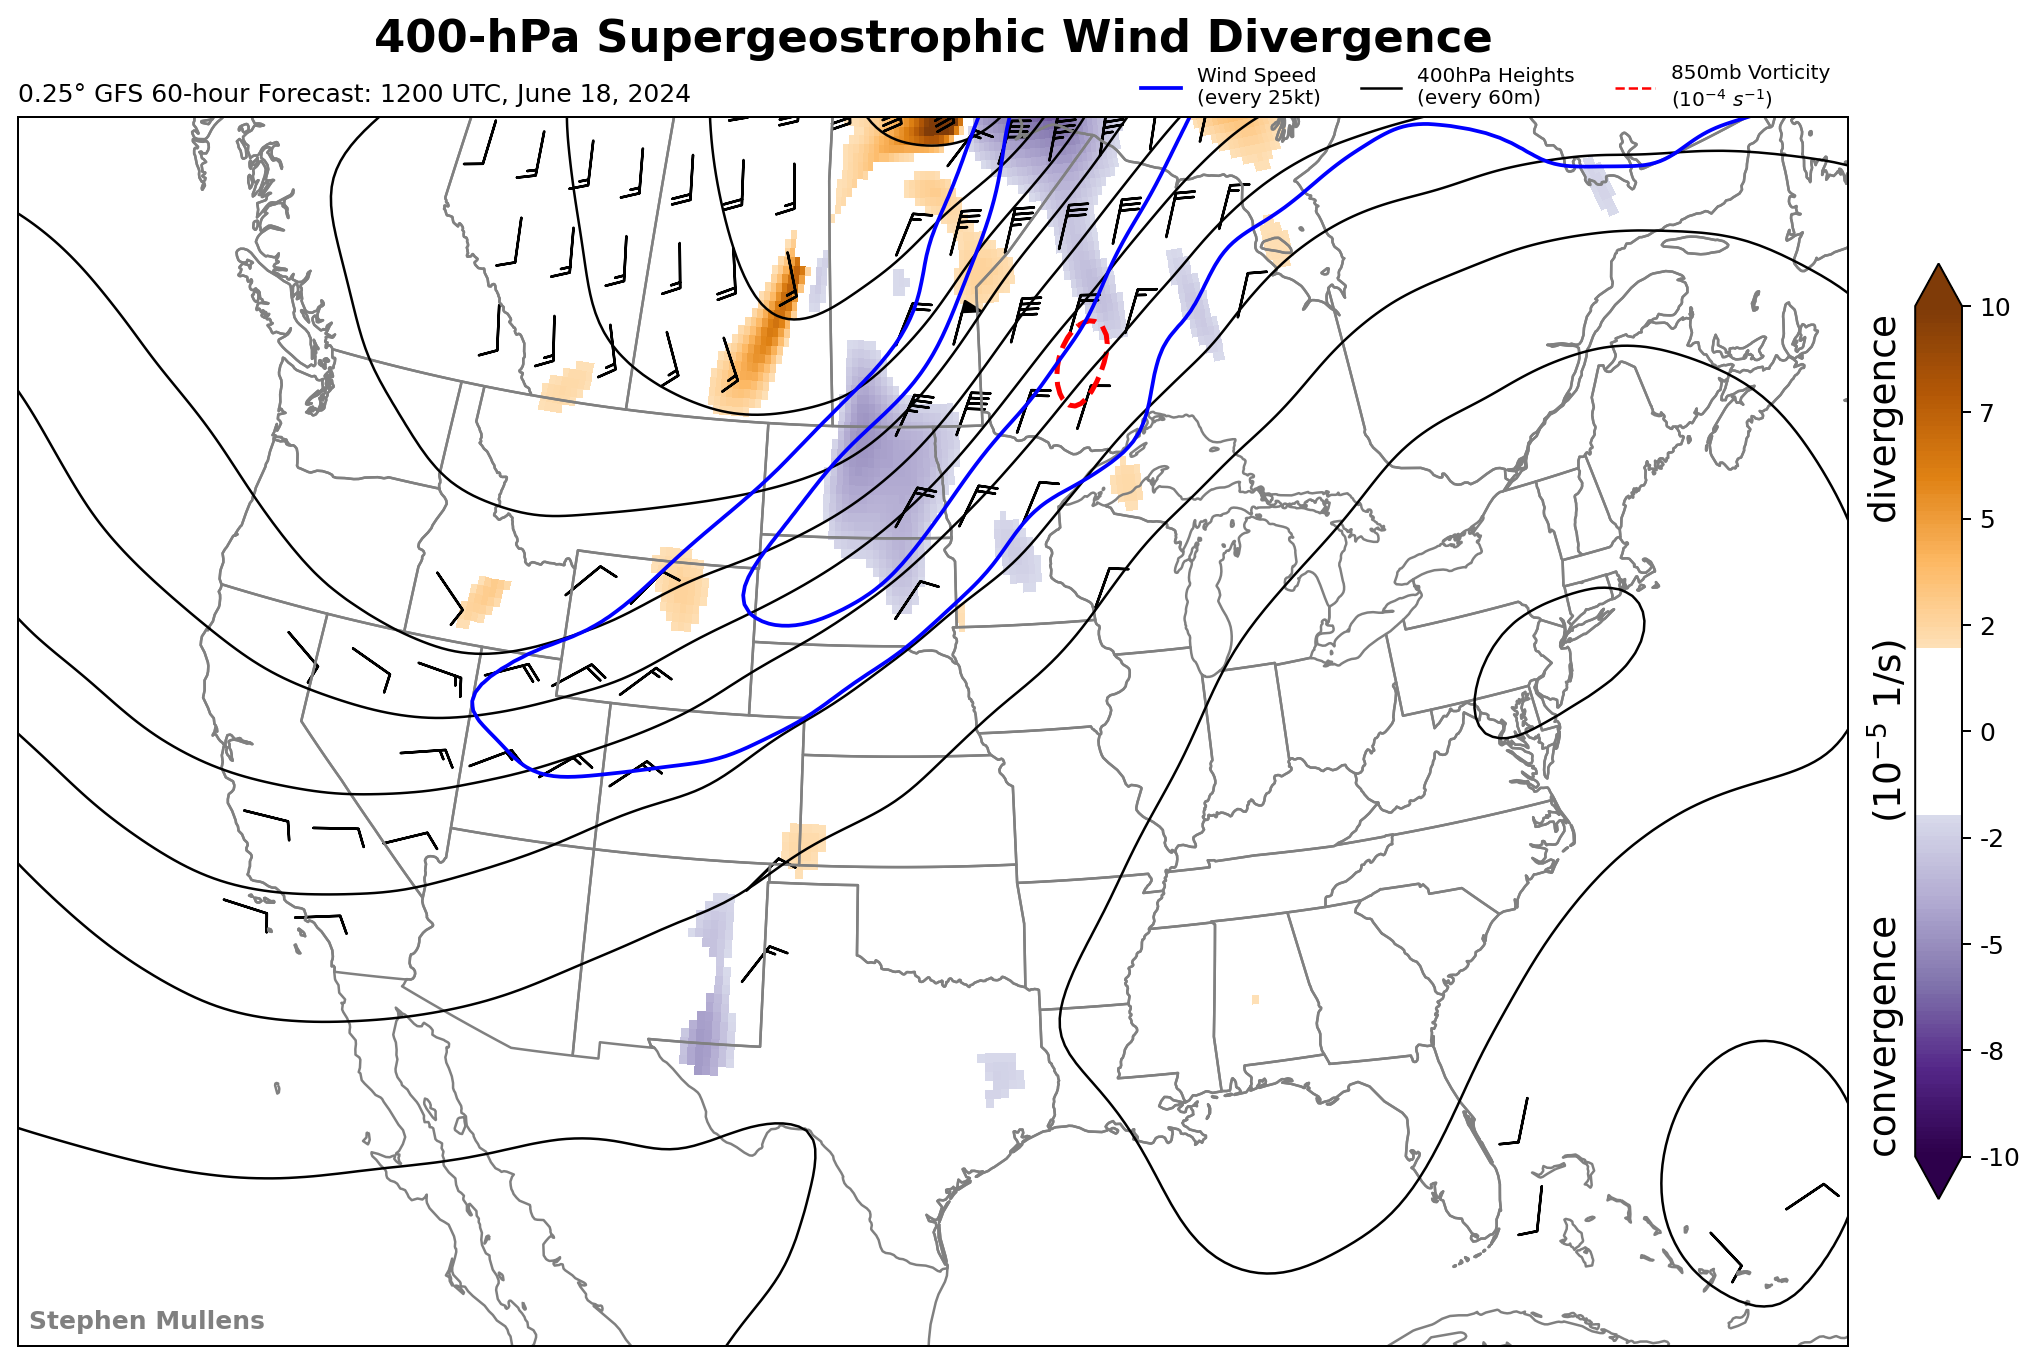 400-hPa Supergeostrophic Wind Divergence
0.25° GFS 60-hour Forecast: 1200 UTC, June 18, 2024
Wind Speed
(every 25kt)
400hPa Heights
(every 60m)
850mb Vorticity
(10⁻⁴ s⁻¹)
10
7
5
2
0
-2
-5
-8
-10
convergence (10⁻⁵ 1/s) divergence
Stephen Mullens